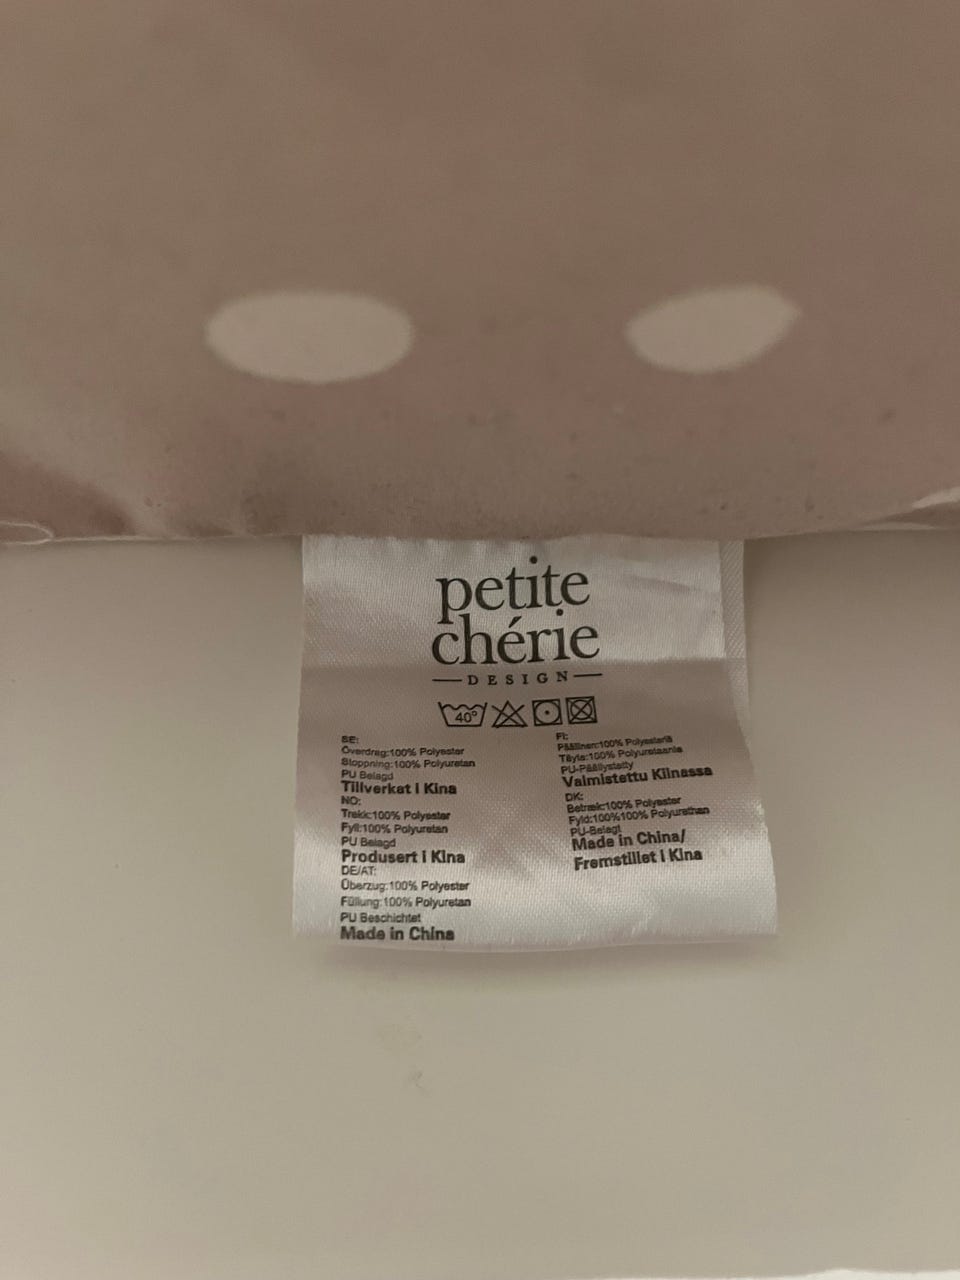 petite
chérie
DESIGN
40°
SE:
Överdrag:100% Polyester
Stoppning:100% Polyuretan
PU Belagd
Tillverkat i Kina
NO:
Trekk:100% Polyester
Fyll:100% Polyuretan
PU Belagd
Produsert i Kina
DE/AT:
Überzug:100% Polyester
Füllung:100% Polyuretan
PU Beschichtet
Made in China
FI:
Päällinen:100% Polyesteriä
Täyte:100% Polyuretaania
PU-Päällystetty
Valmistettu Kiinassa
DK:
Betræk:100% Polyester
Fyld:100%100% Polyurethan
PU-Belagt
Made in China/
Fremstillet i Kina